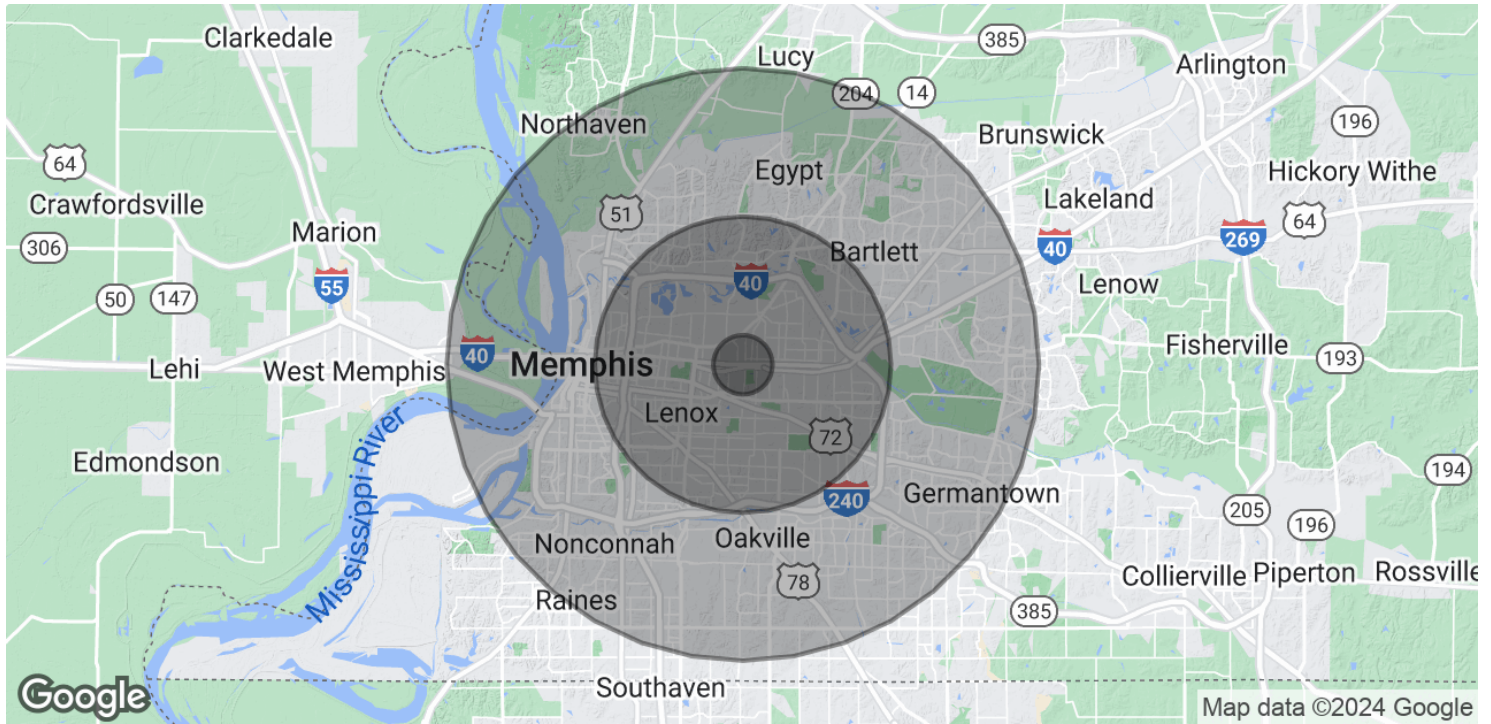 Clarkedale
385
Lucy
Arlington
204
14
Northaven
Brunswick
196
64
Egypt
Hickory Withe
Crawfordsville
51
Lakeland
64
Marion
306
Bartlett
40
269
55
40
Lenow
50
147
Fisherville
193
40
Memphis
Lehi
West Memphis
Lenox
72
Mississippi River
Edmondson
194
240
Germantown
205
196
Nonconnah
Oakville
78
Collierville
Piperton
Rossville
Raines
385
Southaven
Google
Map data ©2024 Google